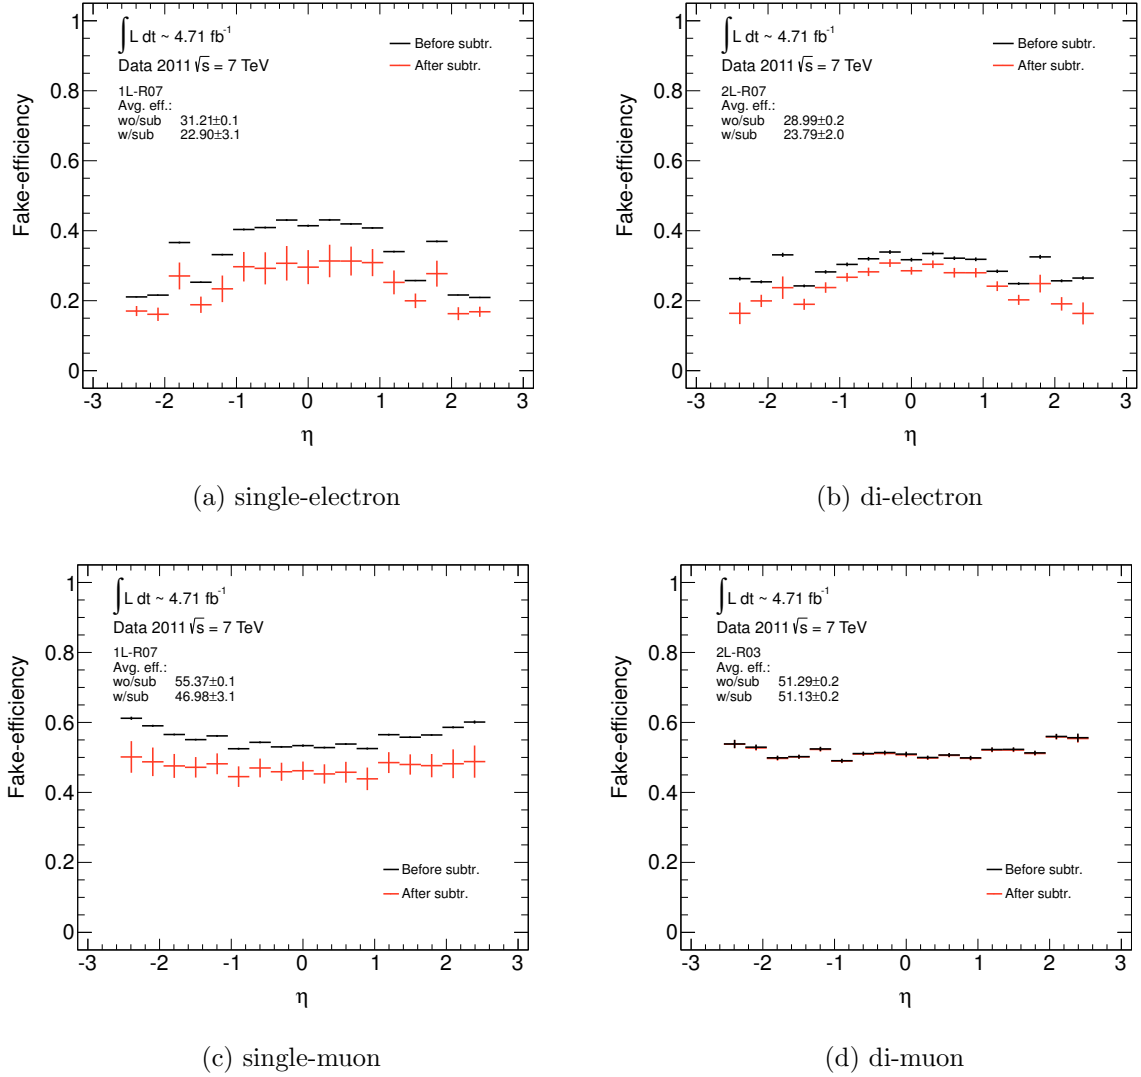 ∫L dt ~ 4.71 fb⁻¹
Data 2011 √s = 7 TeV
1L-R07
Avg. eff.:
wo/sub 31.21±0.1
w/sub 22.90±3.1
Before subtr.
After subtr.
Fake-efficiency
1
0.8
0.6
0.4
0.2
0
-3 -2 -1 0 1 2 3
η
(a) single-electron
∫L dt ~ 4.71 fb⁻¹
Data 2011 √s = 7 TeV
2L-R07
Avg. eff.:
wo/sub 28.99±0.2
w/sub 23.79±2.0
Before subtr.
After subtr.
Fake-efficiency
1
0.8
0.6
0.4
0.2
0
-3 -2 -1 0 1 2 3
η
(b) di-electron
∫L dt ~ 4.71 fb⁻¹
Data 2011 √s = 7 TeV
1L-R07
Avg. eff.:
wo/sub 55.37±0.1
w/sub 46.98±3.1
Fake-efficiency
1
0.8
0.6
0.4
0.2
0
Before subtr.
After subtr.
-3 -2 -1 0 1 2 3
η
(c) single-muon
∫L dt ~ 4.71 fb⁻¹
Data 2011 √s = 7 TeV
2L-R03
Avg. eff.:
wo/sub 51.29±0.2
w/sub 51.13±0.2
Fake-efficiency
1
0.8
0.6
0.4
0.2
0
Before subtr.
After subtr.
-3 -2 -1 0 1 2 3
η
(d) di-muon